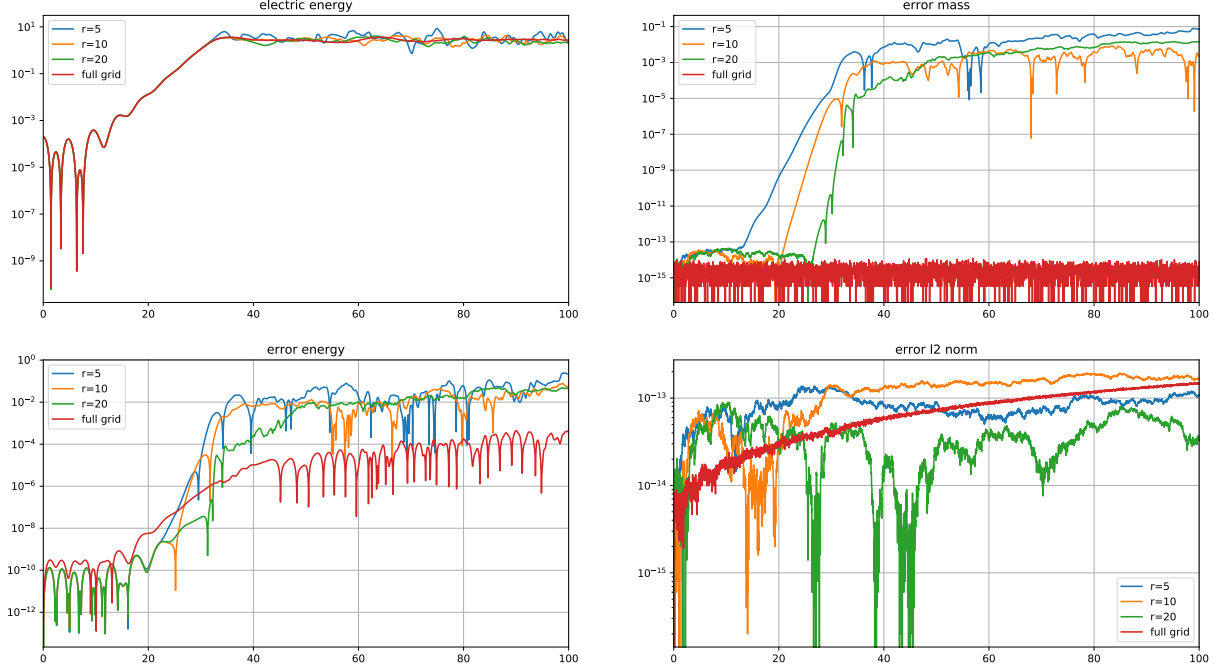 electric energy
r=5
r=10
r=20
full grid
10^1
10^-1
10^-3
10^-5
10^-7
10^-9
0 20 40 60 80 100
error mass
r=5
r=10
r=20
full grid
10^-1
10^-3
10^-5
10^-7
10^-9
10^-11
10^-13
10^-15
0 20 40 60 80 100
error energy
r=5
r=10
r=20
full grid
10^0
10^-2
10^-4
10^-6
10^-8
10^-10
10^-12
0 20 40 60 80 100
error l2 norm
10^-13
10^-14
10^-15
r=5
r=10
r=20
full grid
0 20 40 60 80 100